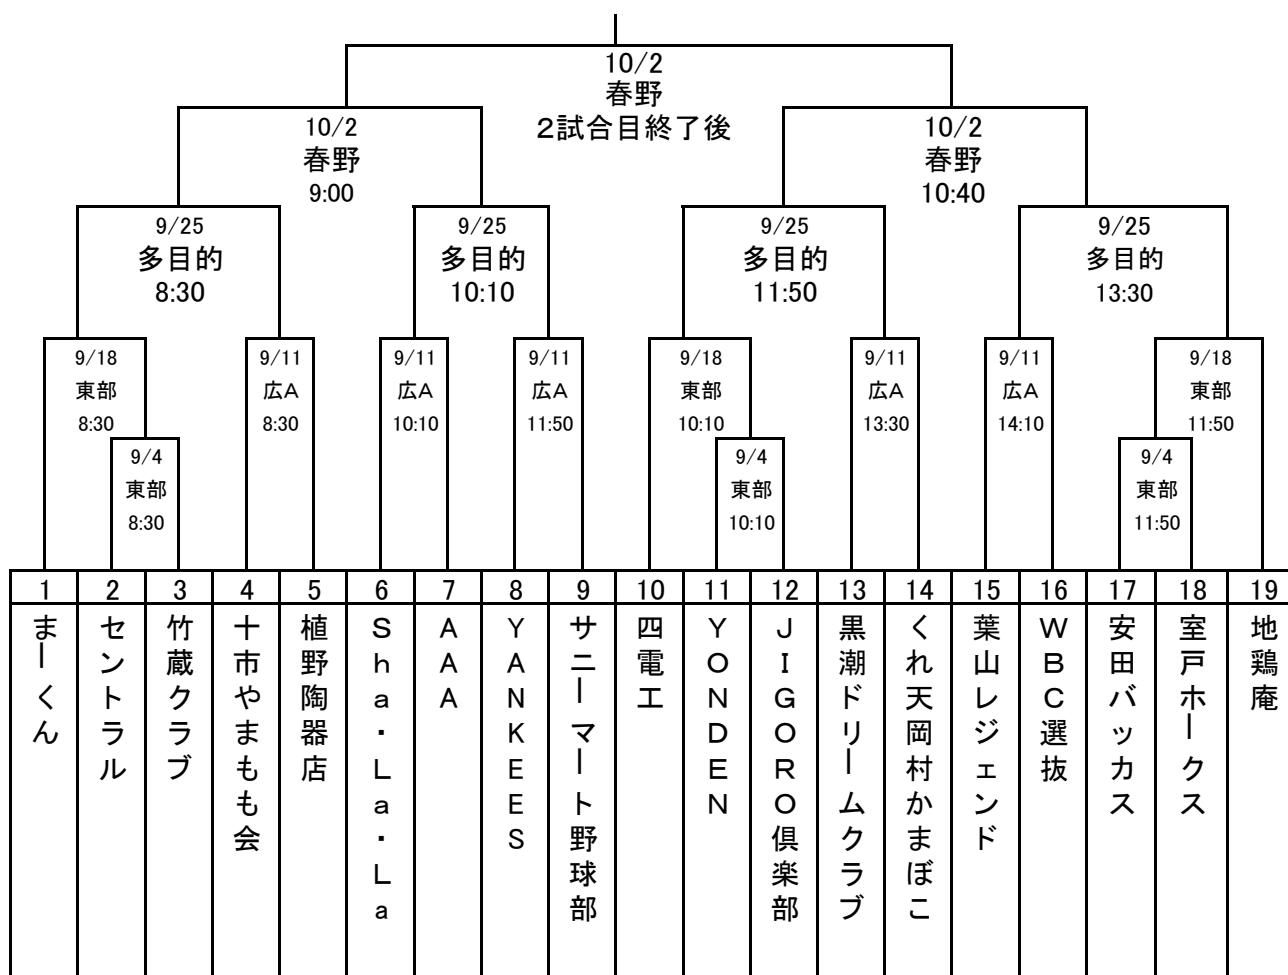 10/2
春野
2試合目終了後
10/2
春野
9:00
10/2
春野
10:40
9/25
多目的
8:30
9/25
多目的
10:10
9/25
多目的
11:50
9/25
多目的
13:30
9/18
東部
8:30
9/11
広A
8:30
9/11
広A
10:10
9/11
広A
11:50
9/18
東部
10:10
9/11
広A
13:30
9/11
広A
14:10
9/18
東部
11:50
9/4
東部
8:30
9/4
東部
10:10
9/4
東部
11:50
1 2 3 4 5 6 7 8 9 10 11 12 13 14 15 16 17 18 19
まーくん
セントラル
竹蔵クラブ
十市やまもも会
植野陶器店
Sha・La・La
AAA
YANKEES
サニーマート野球部
四電工
YONDEN
JIGORO倶楽部
黒潮ドリームクラブ
くれ天岡村かまぼこ
葉山レジェンド
WBC選抜
安田バッカス
室戸ホークス
地鶏庵